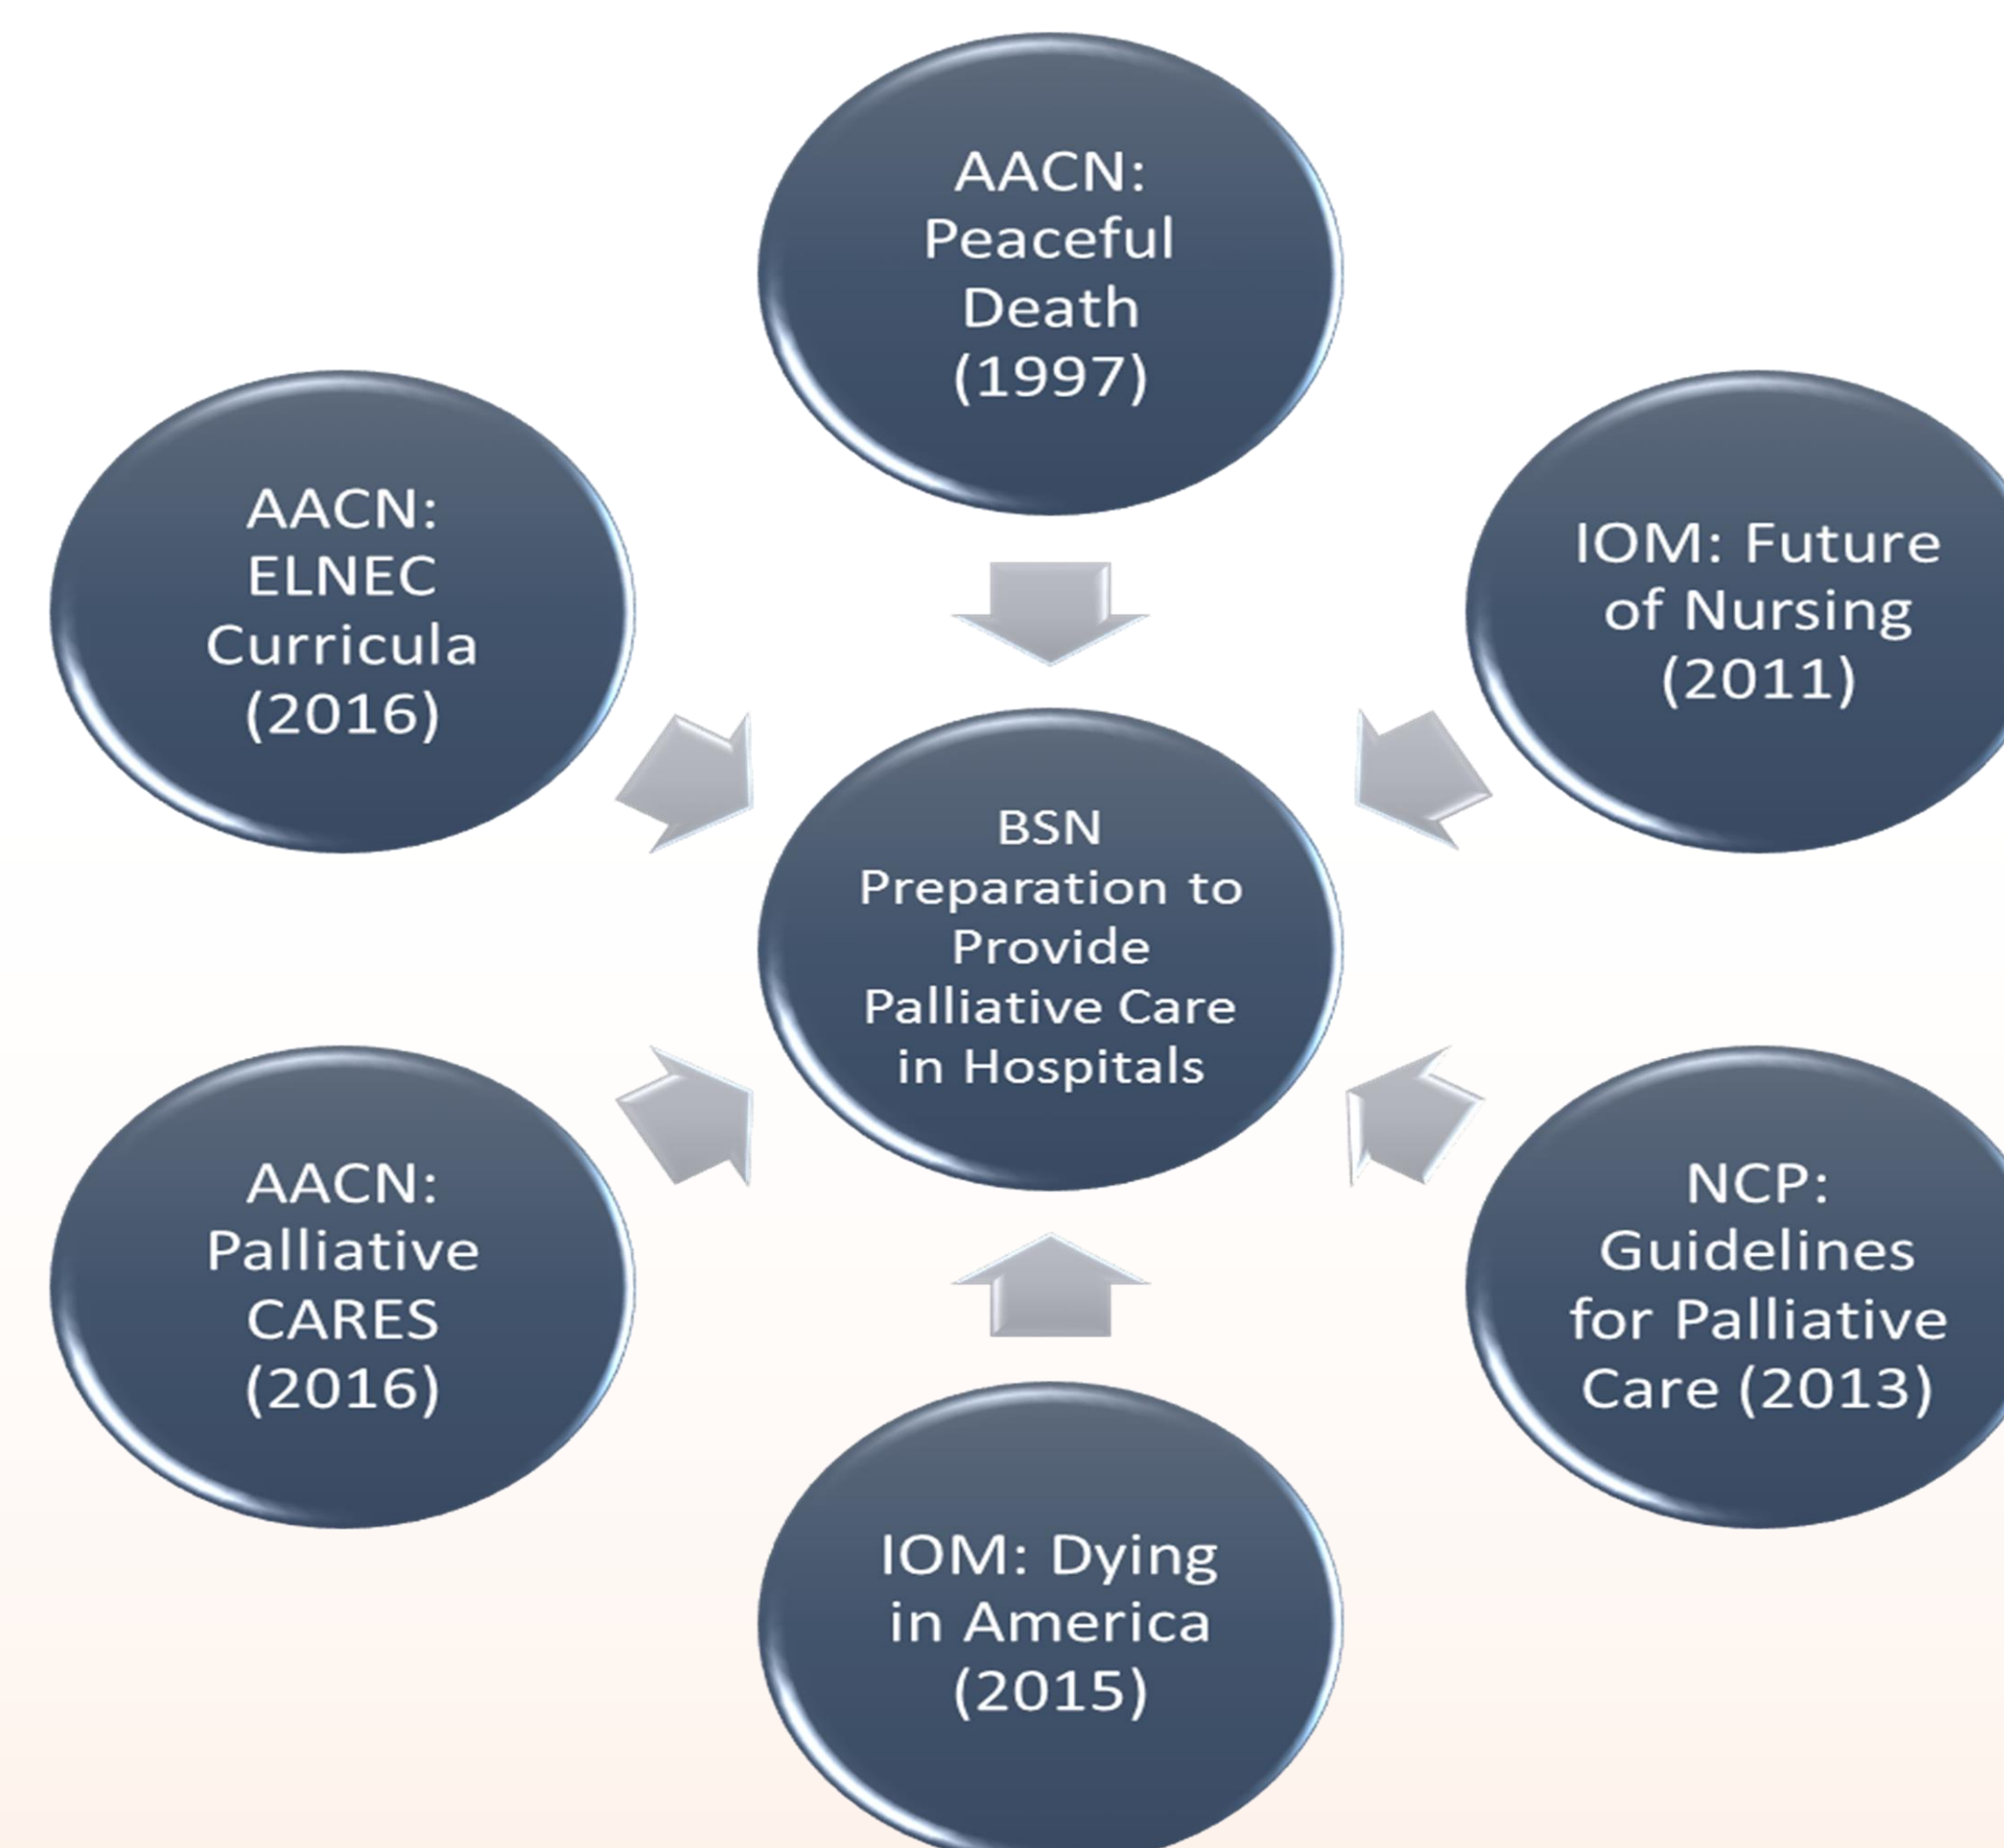 AACN:
Peaceful
Death
(1997)
AACN:
ELNEC
Curricula
(2016)
IOM: Future
of Nursing
(2011)
BSN
Preparation to
Provide
Palliative Care
in Hospitals
AACN:
Palliative
CARES
(2016)
NCP:
Guidelines
for Palliative
Care (2013)
IOM: Dying
in America
(2015)